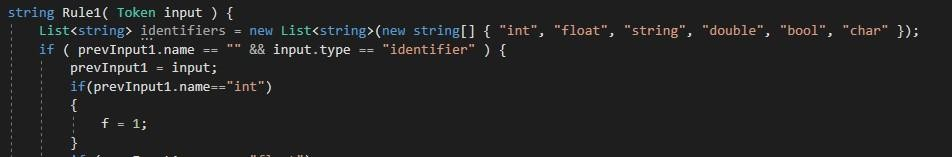 string Rule1( Token input ) {
List<string> identifiers = new List<string>(new string[] { "int", "float", "string", "double", "bool", "char" });
if ( prevInput1.name == "" && input.type == "identifier" ) {
prevInput1 = input;
if(prevInput1.name=="int")
{
f = 1;
}